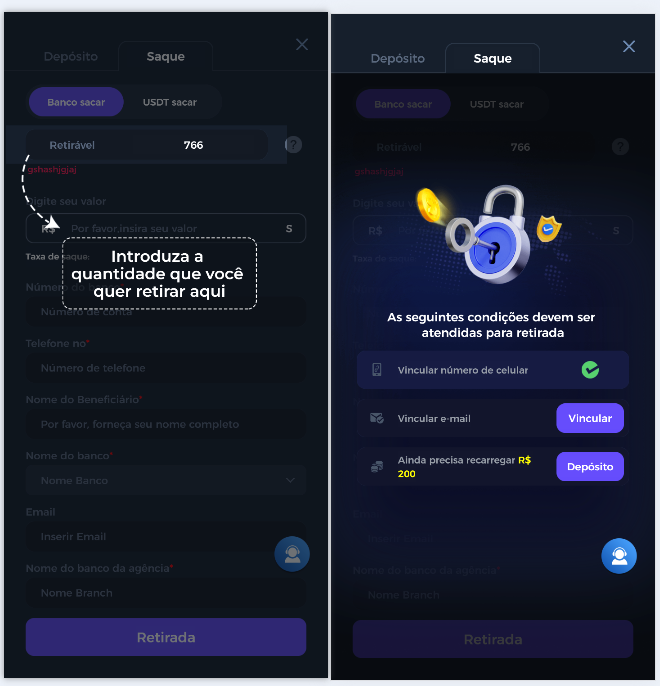 Depósito
Saque
Banco sacar
USDT sacar
Retirável
766
?
gshashjgjaj
Digite seu valor
R$
Por favor,insira seu valor
S
Taxa de saque:
Introduza a
quantidade que você
quer retirar aqui
Número
Número de conta
Telefone no*
Número de telefone
Nome do Beneficiário*
Por favor, forneça seu nome completo
Nome do banco*
Nome Banco
Email
Inserir Email
Nome do banco da agência*
Nome Branch
Retirada
Depósito
Saque
Banco sacar
USDT sacar
Retirável
766
?
gshashjgjaj
Digite seu valor
R$
S
As seguintes condições devem ser
atendidas para retirada
Vincular número de celular
Vincular e-mail
Vincular
Ainda precisa recarregar R$
200
Depósito
Nome do banco da agência*
Nome Branch
Retirada